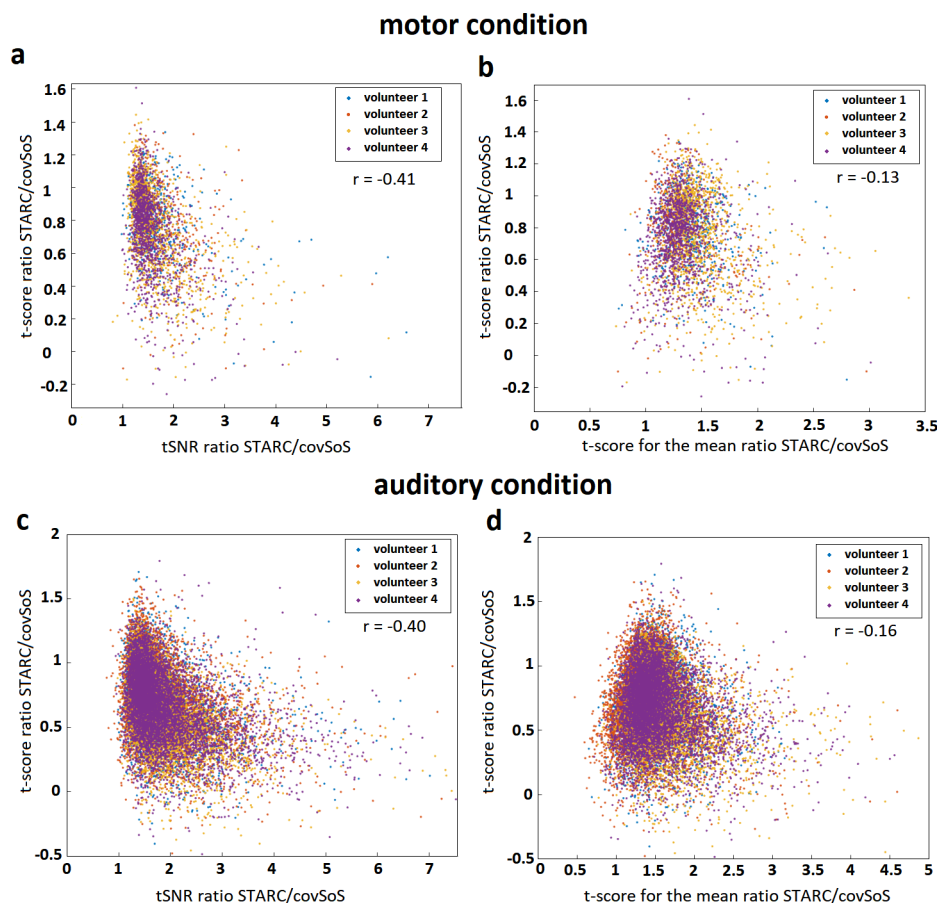 motor condition
a
b
t-score ratio STARC/covSoS
1.6
1.4
1.2
1
0.8
0.6
0.4
0.2
0
-0.2
volunteer 1
volunteer 2
volunteer 3
volunteer 4
r = -0.41
0 1 2 3 4 5 6 7
tSNR ratio STARC/covSoS
t-score ratio STARC/covSoS
1.6
1.4
1.2
1
0.8
0.6
0.4
0.2
0
-0.2
volunteer 1
volunteer 2
volunteer 3
volunteer 4
r = -0.13
0 0.5 1 1.5 2 2.5 3 3.5
t-score for the mean ratio STARC/covSoS
auditory condition
c
d
t-score ratio STARC/covSoS
2
1.5
1
0.5
0
-0.5
volunteer 1
volunteer 2
volunteer 3
volunteer 4
r = -0.40
0 1 2 3 4 5 6 7
tSNR ratio STARC/covSoS
t-score ratio STARC/covSoS
2
1.5
1
0.5
0
-0.5
volunteer 1
volunteer 2
volunteer 3
volunteer 4
r = -0.16
0 0.5 1 1.5 2 2.5 3 3.5 4 4.5 5
t-score for the mean ratio STARC/covSoS